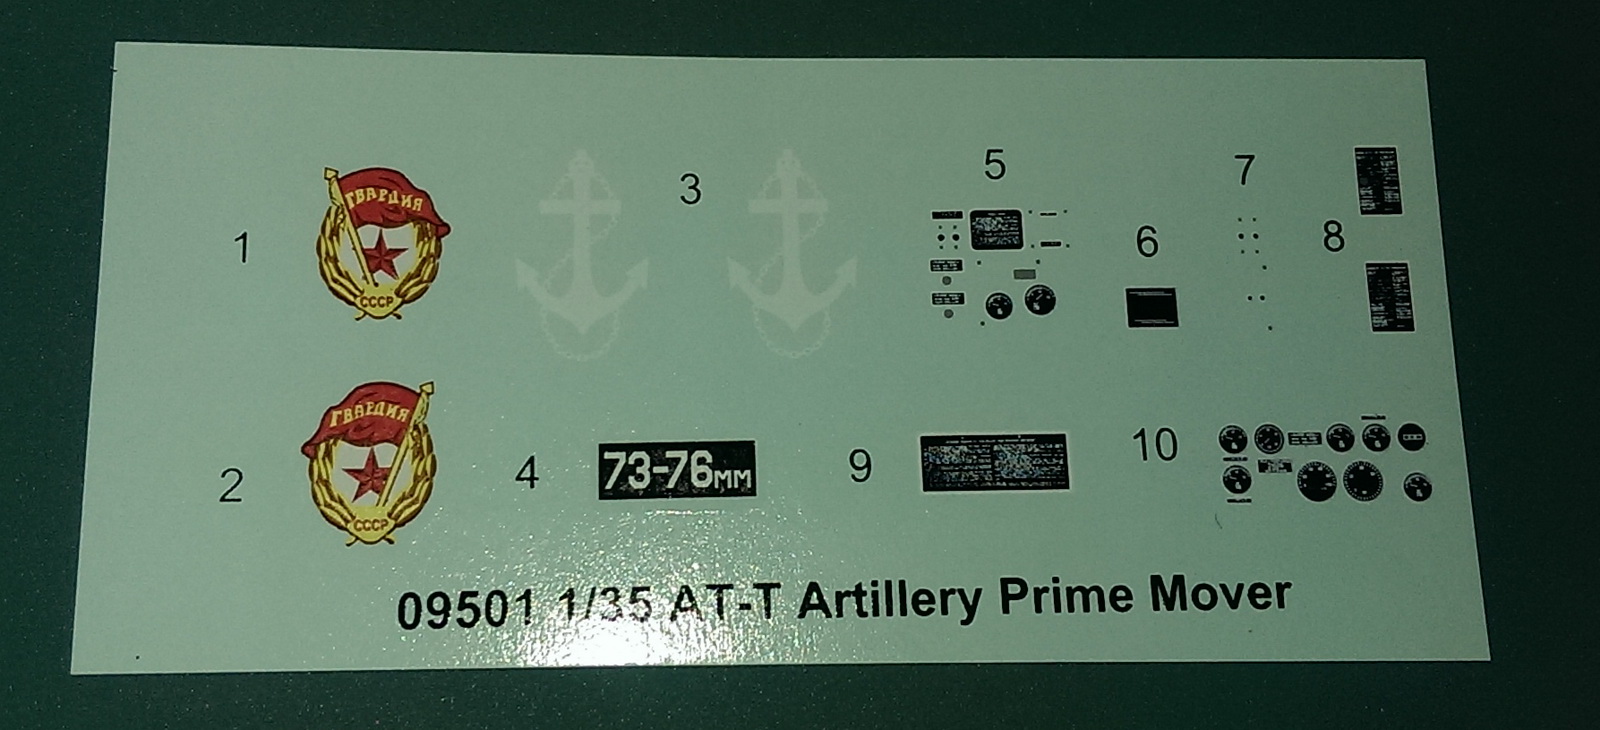 1
ГВАРДИЯ
СССР
3
5
6
7
8
2
ГВАРДИЯ
СССР
4
73-76мм
9
10
09501 1/35 AT-T Artillery Prime Mover